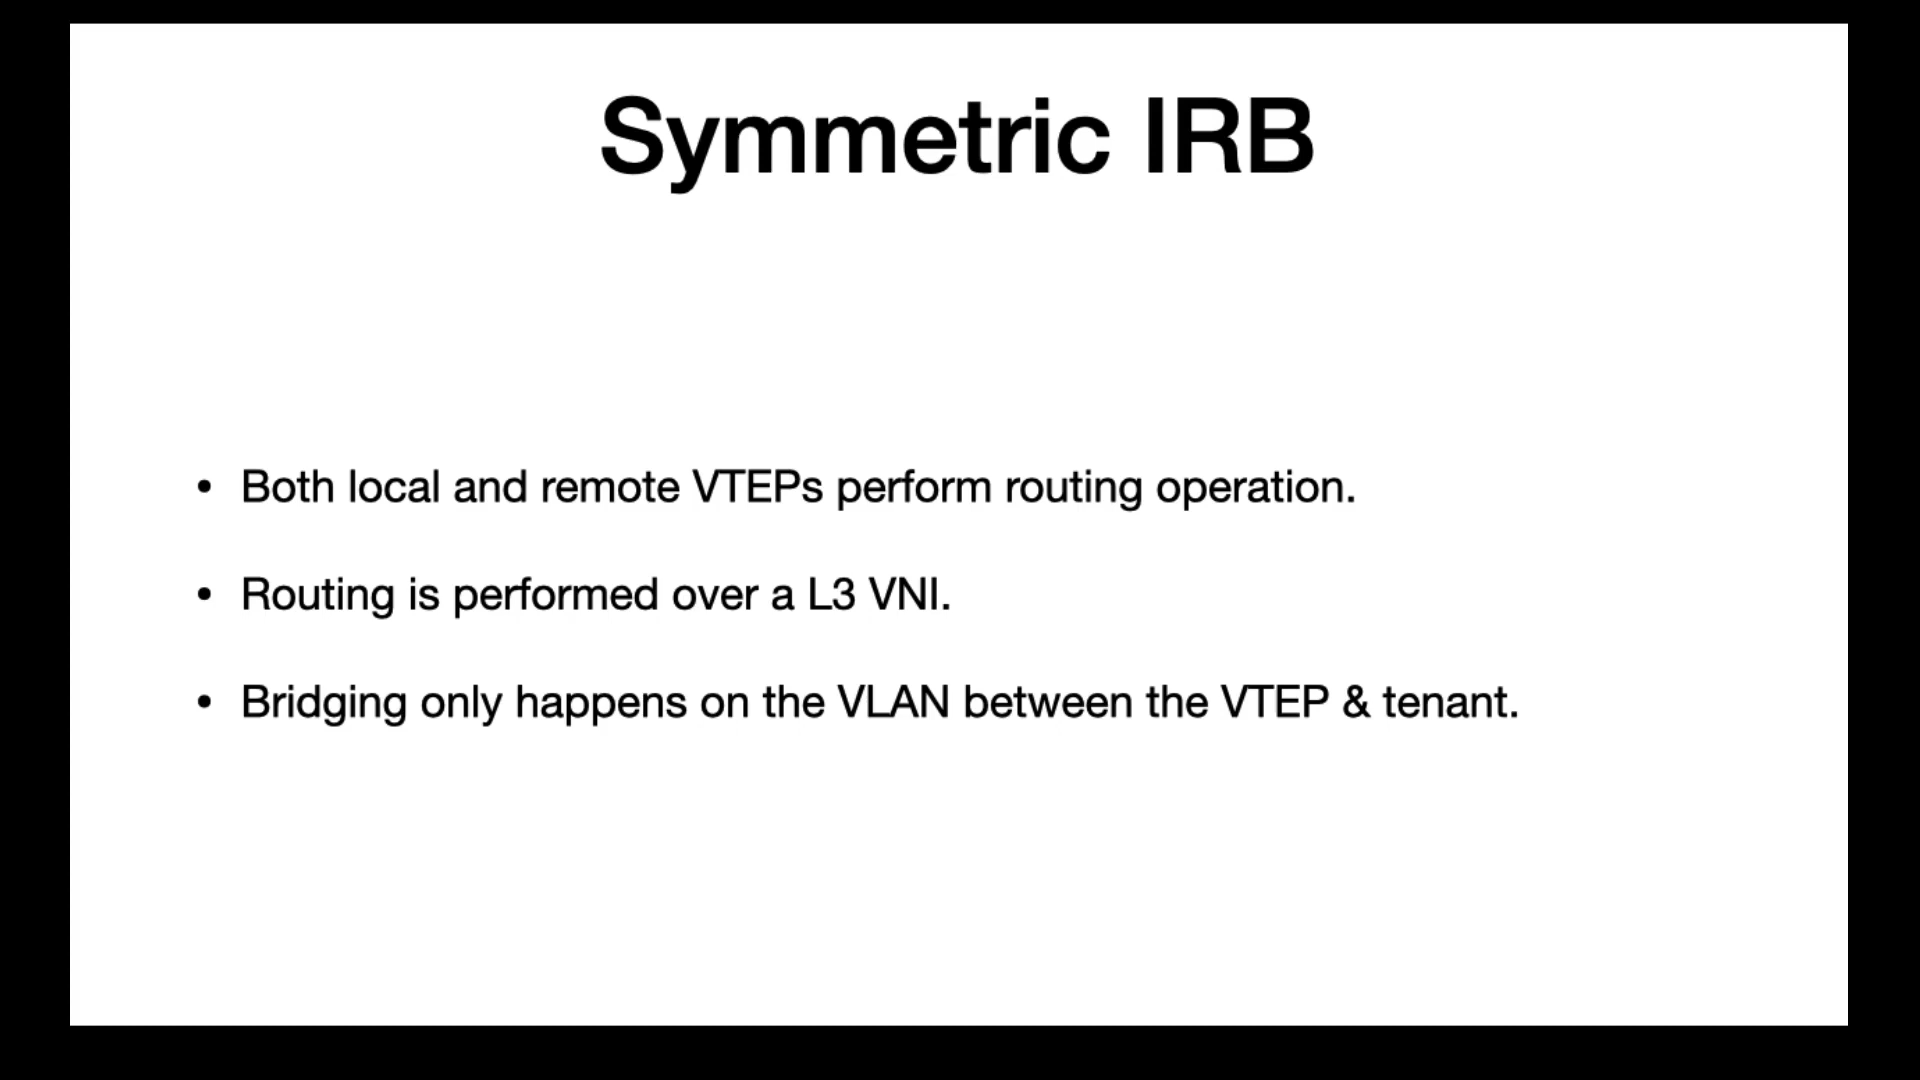 Symmetric IRB
• Both local and remote VTEPs perform routing operation.
• Routing is performed over a L3 VNI.
• Bridging only happens on the VLAN between the VTEP & tenant.